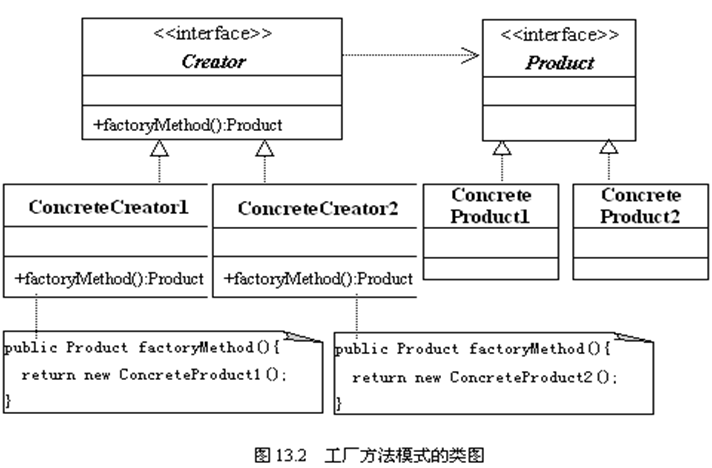 <<interface>>
Creator
+factoryMethod():Product
<<interface>>
Product
ConcreteCreator1
+factoryMethod():Product
ConcreteCreator2
+factoryMethod():Product
Concrete
Product1
Concrete
Product2
public Product factoryMethod(){
return new ConcreteProduct1();
}
public Product factoryMethod(){
return new ConcreteProduct2();
}
图 13.2 工厂方法模式的类图